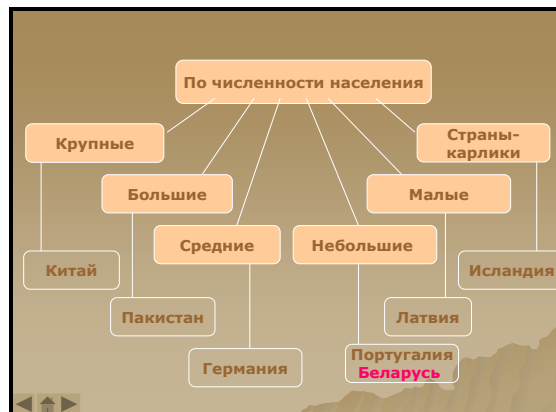 По численности населения
Крупные
Страны-
карлики
Большие
Малые
Средние
Небольшие
Китай
Исландия
Пакистан
Латвия
Германия
Португалия
Беларусь